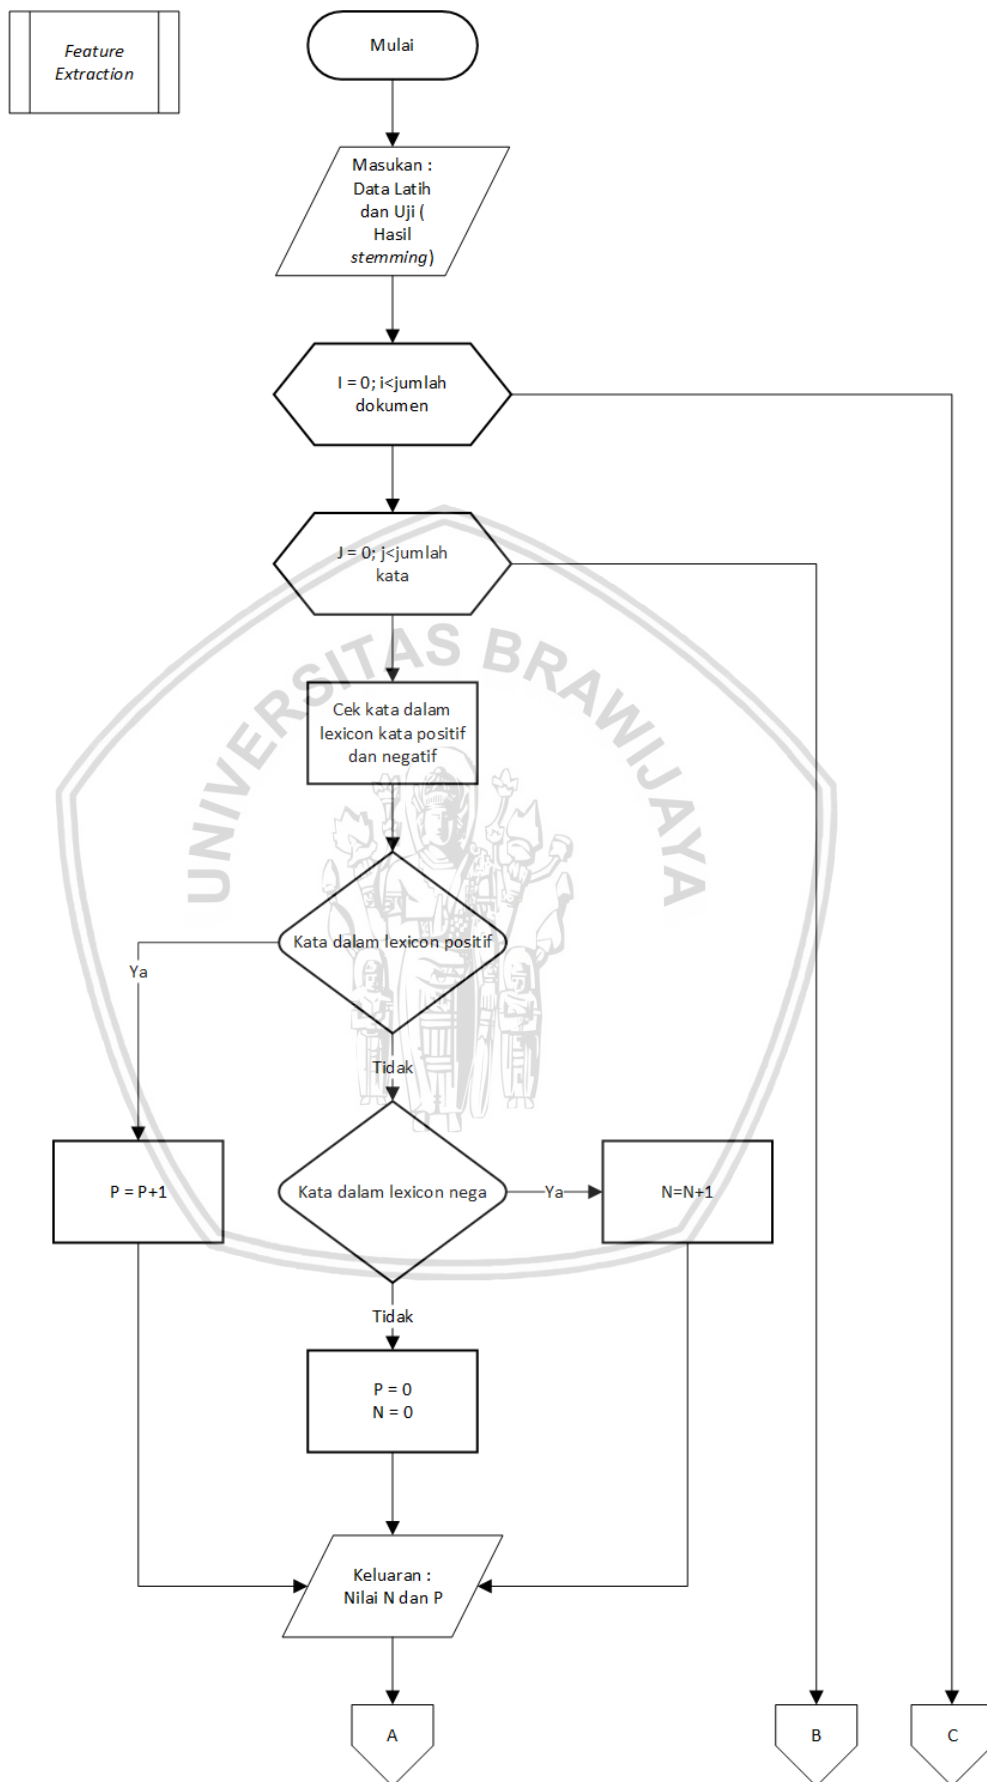 Feature
Extraction
Mulai
Masukan :
Data Latih
dan Uji (
Hasil
stemming)
I = 0; i<jumlah
dokumen
J = 0; j<jumlah
kata
UNIVERSITAS BRAWIJAYA
Cek kata dalam
lexicon kata positif
dan negatif
Kata dalam lexicon positif
Ya
Tidak
P = P+1
Kata dalam lexicon nega
Ya
N=N+1
Tidak
P = 0
N = 0
Keluaran :
Nilai N dan P
A
B
C